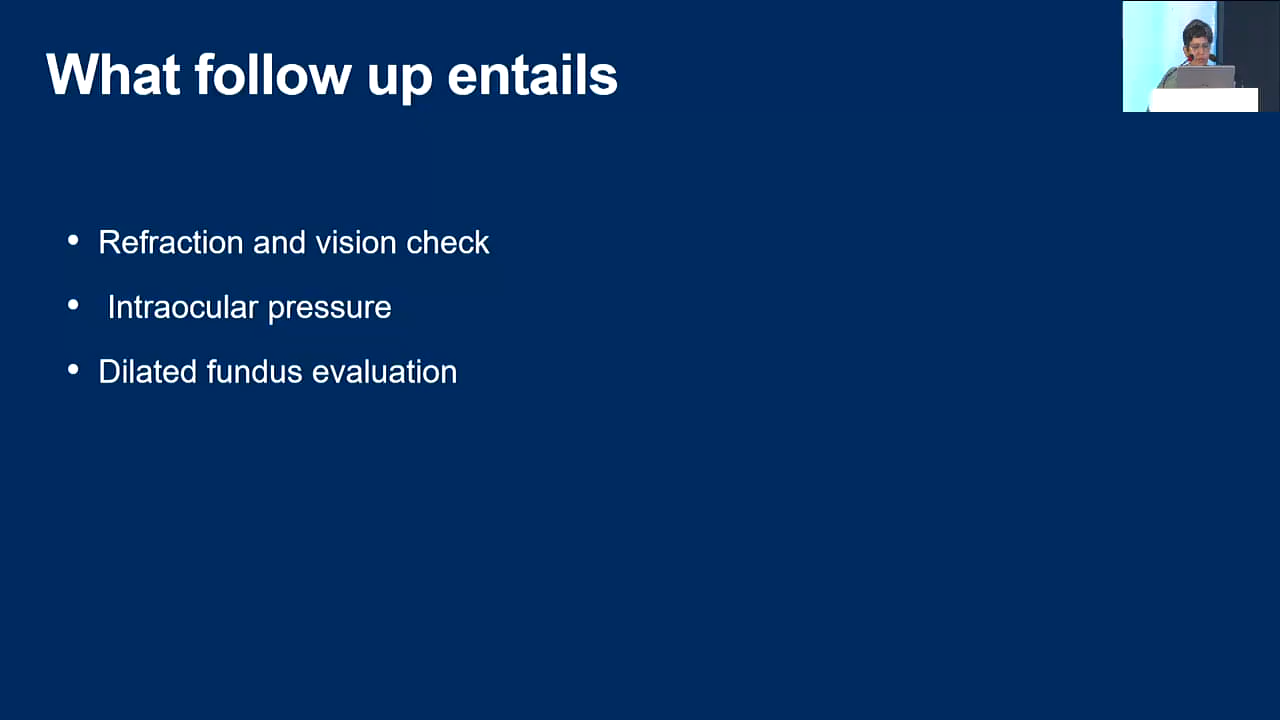 What follow up entails
• Refraction and vision check
• Intraocular pressure
• Dilated fundus evaluation